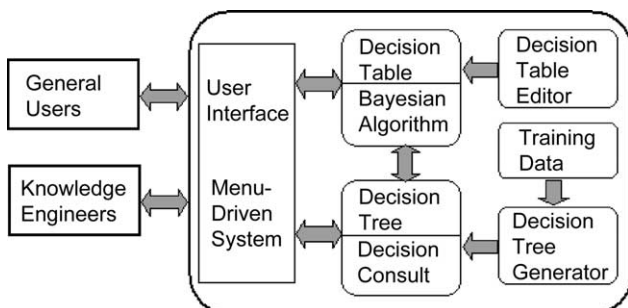 General
Users
Knowledge
Engineers
User
Interface
Menu-
Driven
System
Decision
Table
Bayesian
Algorithm
Decision
Tree
Decision
Consult
Decision
Table
Editor
Training
Data
Decision
Tree
Generator